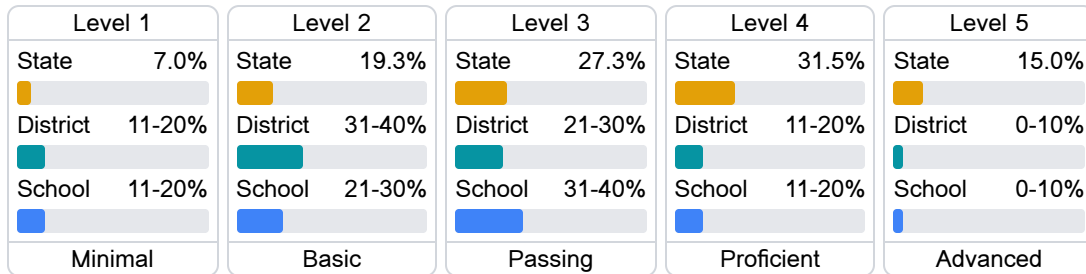 Level 1
State 7.0%
District 11-20%
School 11-20%
Minimal
Level 2
State 19.3%
District 31-40%
School 21-30%
Basic
Level 3
State 27.3%
District 21-30%
School 31-40%
Passing
Level 4
State 31.5%
District 11-20%
School 11-20%
Proficient
Level 5
State 15.0%
District 0-10%
School 0-10%
Advanced